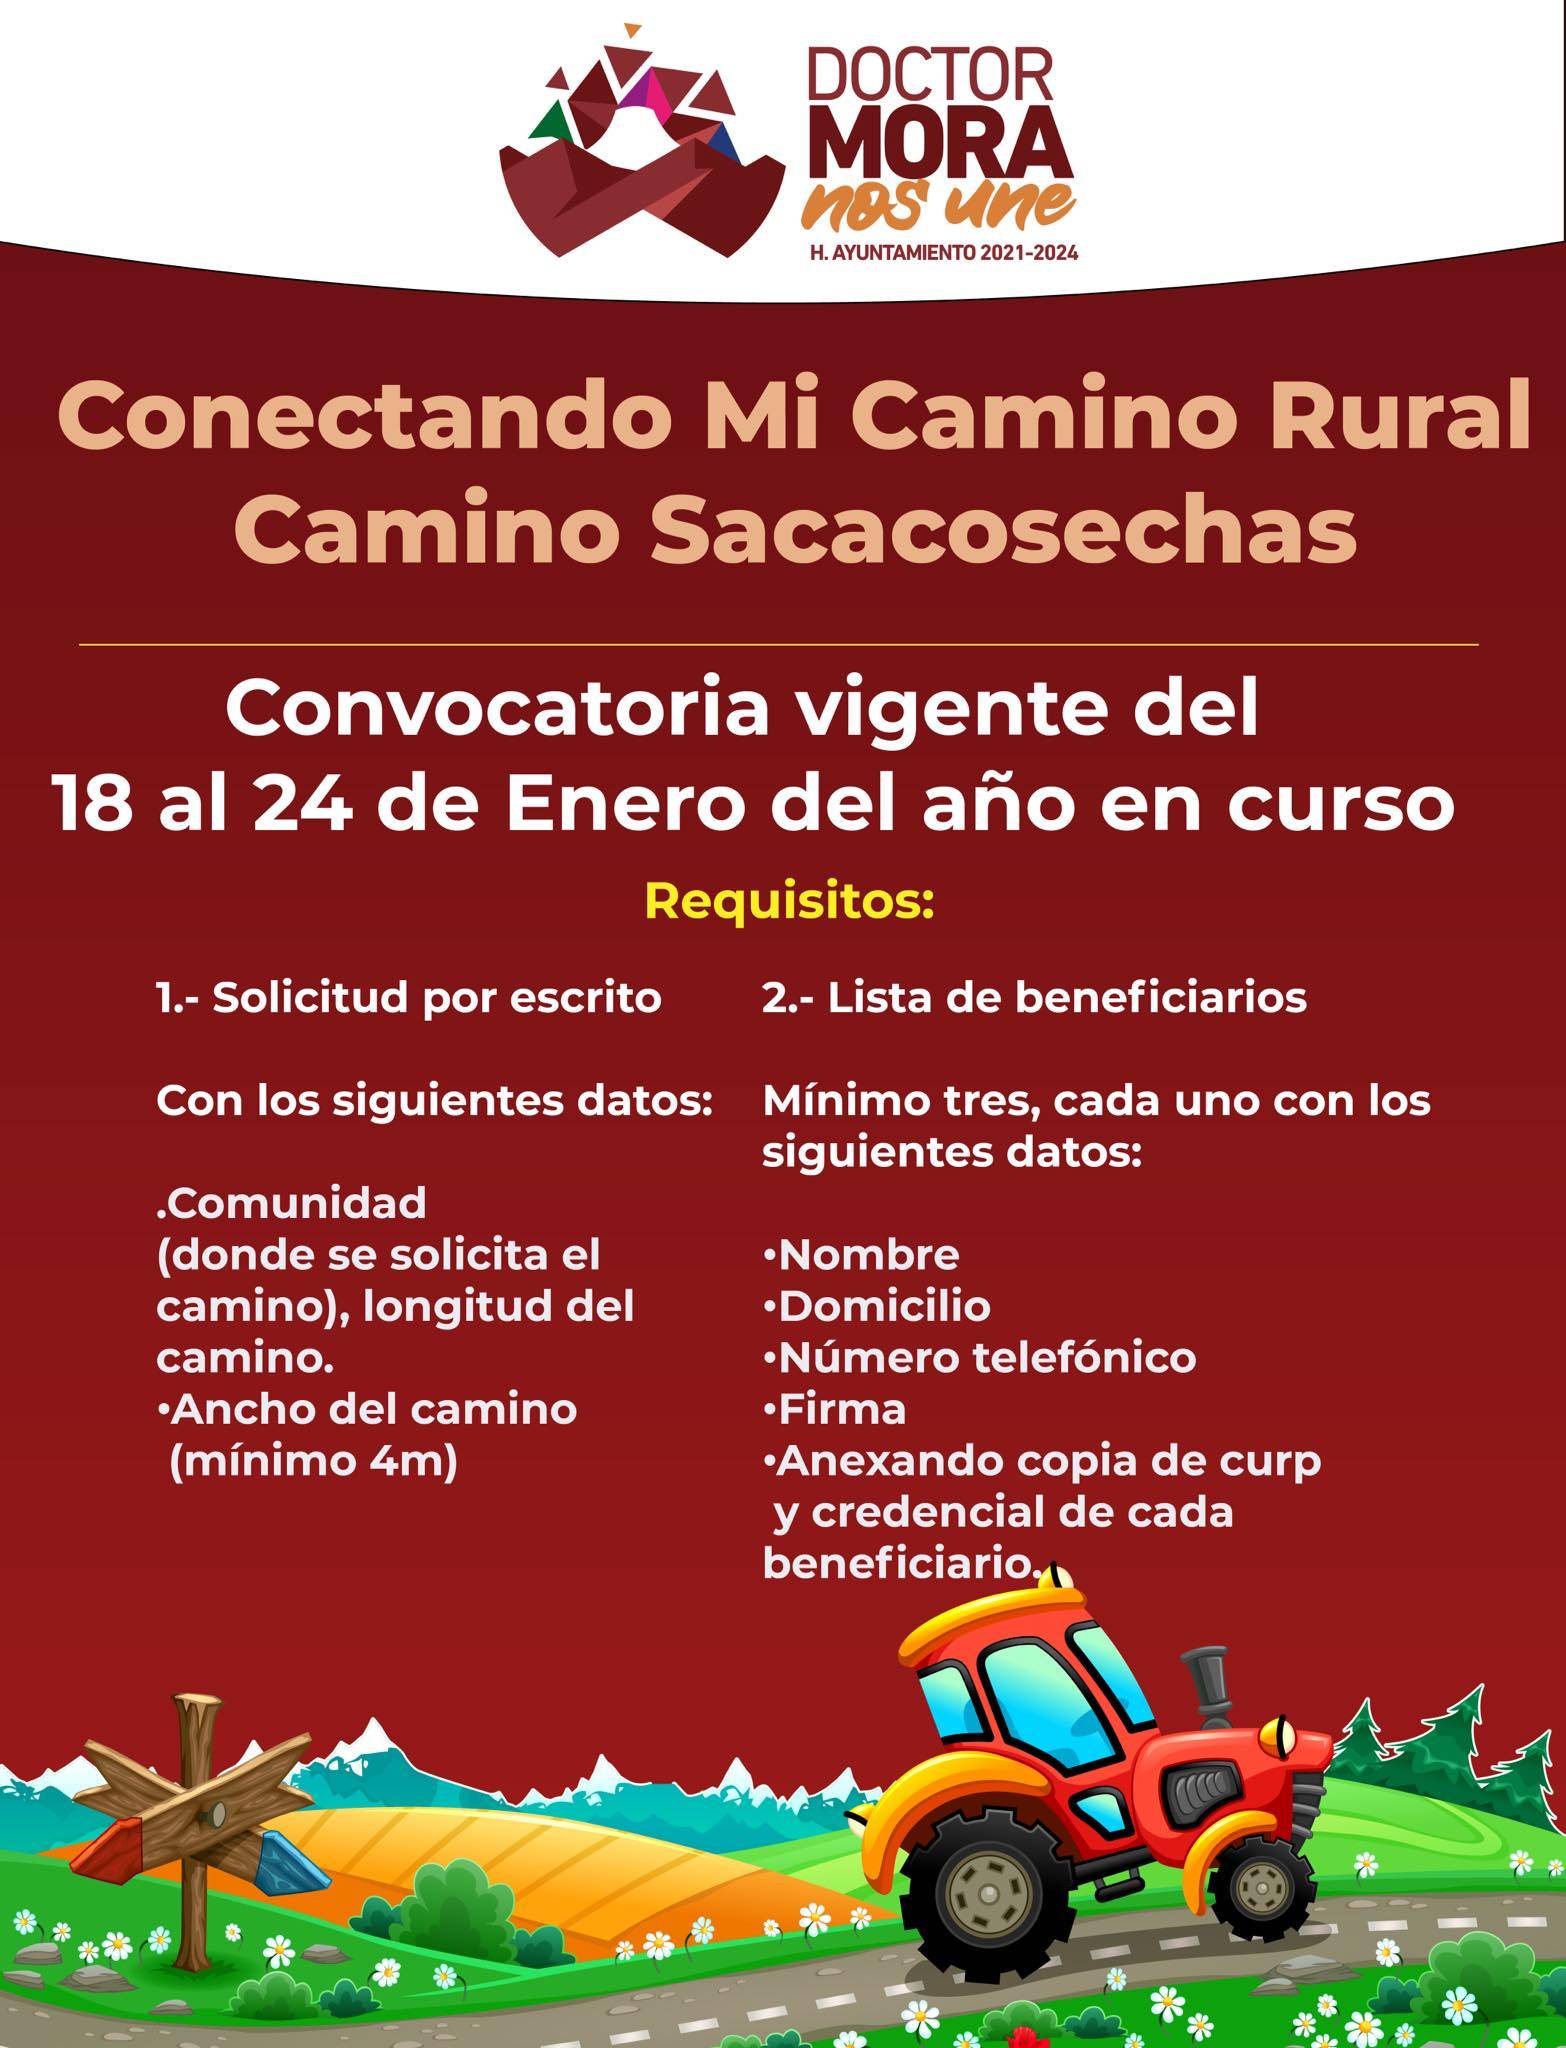 DOCTOR
MORA
nos une
H. AYUNTAMIENTO 2021-2024
Conectando Mi Camino Rural
Camino Sacacosechas
Convocatoria vigente del
18 al 24 de Enero del año en curso
Requisitos:
1.- Solicitud por escrito
Con los siguientes datos:
.Comunidad
(donde se solicita el
camino), longitud del
camino.
•Ancho del camino
(mínimo 4m)
2.- Lista de beneficiarios
Mínimo tres, cada uno con los
siguientes datos:
•Nombre
•Domicilio
•Número telefónico
•Firma
•Anexando copia de curp
y credencial de cada
beneficiario.